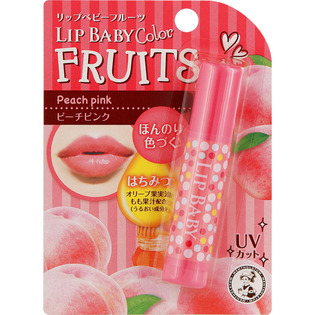 リップベビーフルーツ
LIP BABY Color
FRUITS
Peach pink
ピーチピンク
ほんのり
色づく
はちみつ
オリーブ果実油
もも果汁配合
(うるおい成分)
LIP BABY
UV
カット